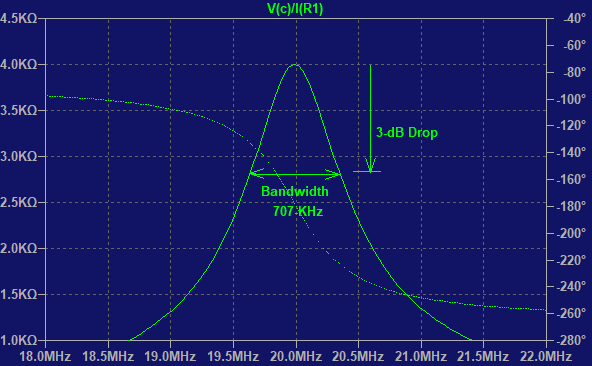 V(c)/I(R1)
4.5KΩ -40°
-60°
4.0KΩ -80°
3.5KΩ -100°
-120°
3-dB Drop
3.0KΩ -140°
-160°
Bandwidth
2.5KΩ -180°
707 KHz
2.0KΩ -200°
-220°
1.5KΩ -240°
-260°
1.0KΩ -280°
18.0MHz 18.5MHz 19.0MHz 19.5MHz 20.0MHz 20.5MHz 21.0MHz 21.5MHz 22.0MHz